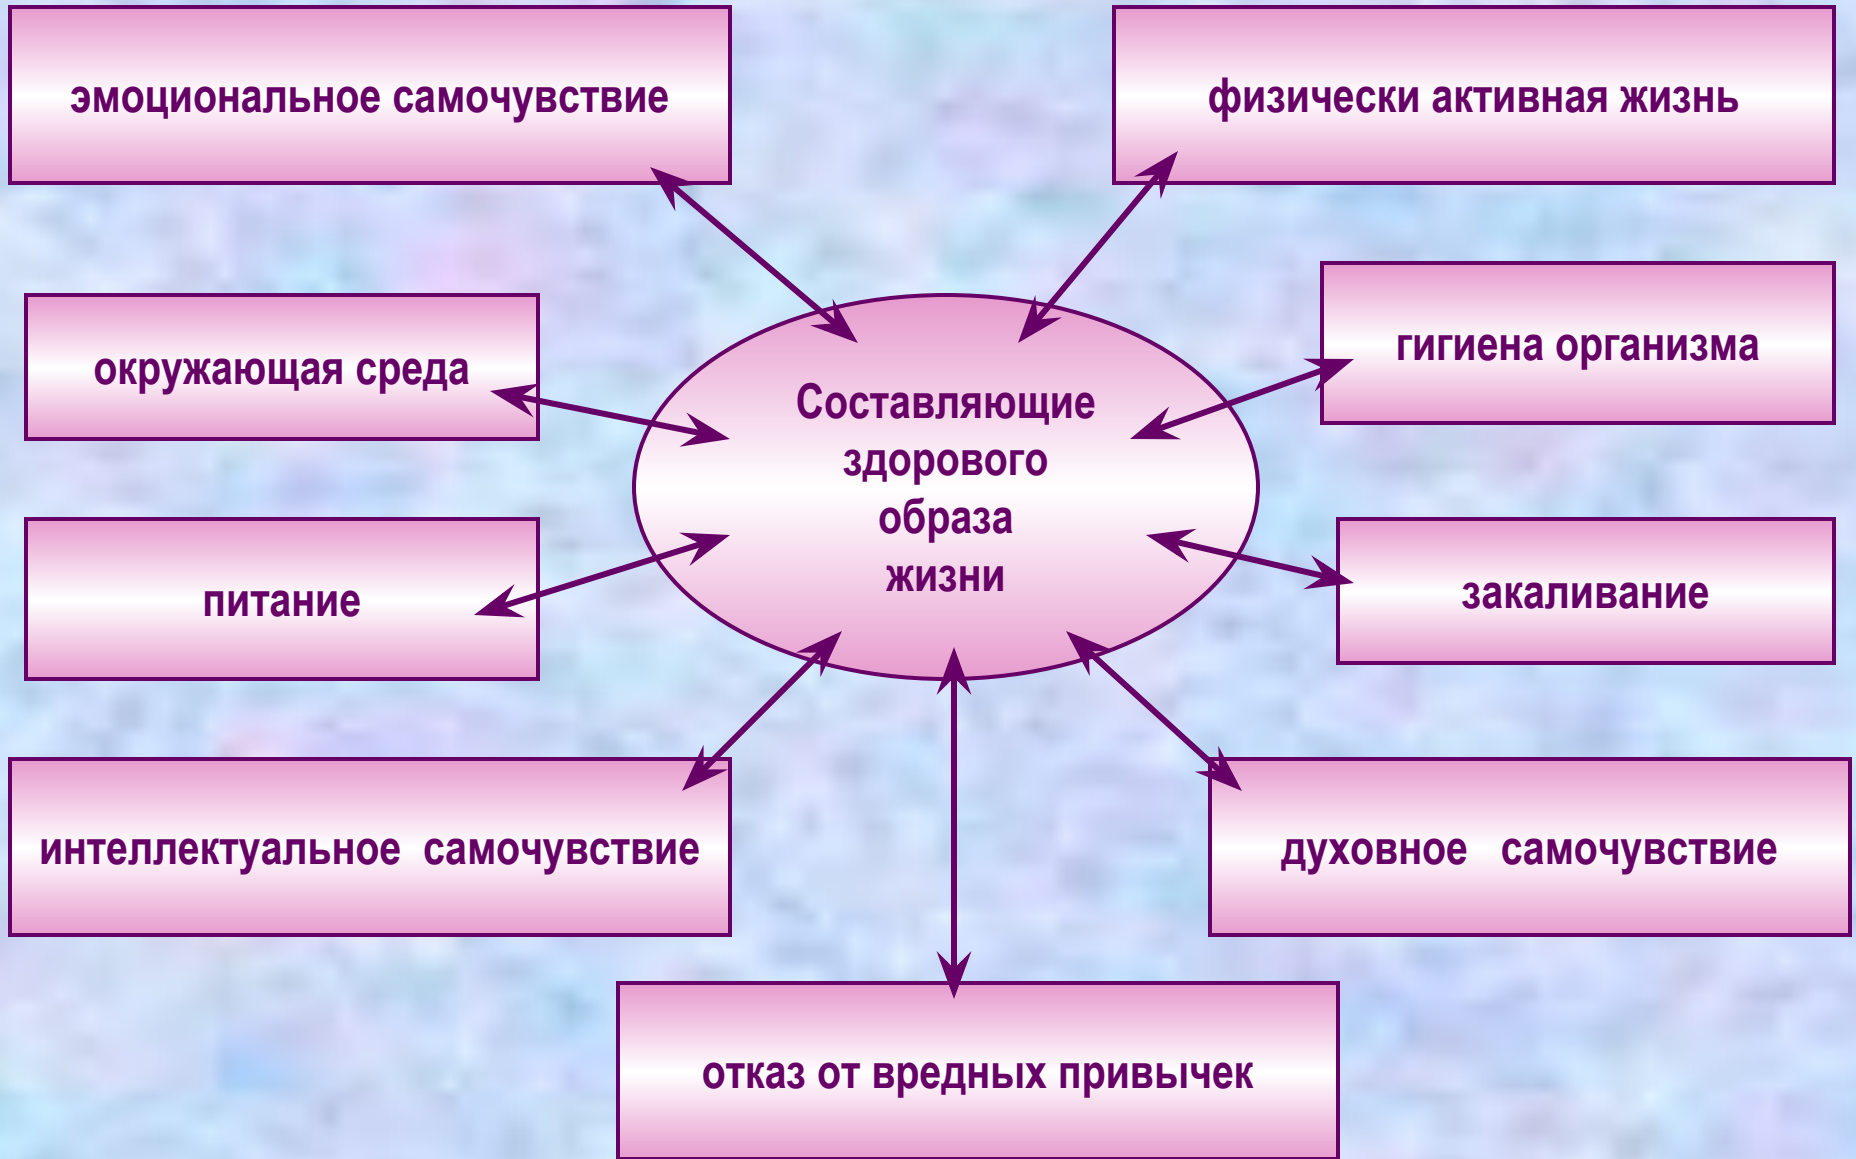 эмоциональное самочувствие
физически активная жизнь
окружающая среда
гигиена организма
Составляющие
здорового
образа
жизни
питание
закаливание
интеллектуальное самочувствие
духовное самочувствие
отказ от вредных привычек